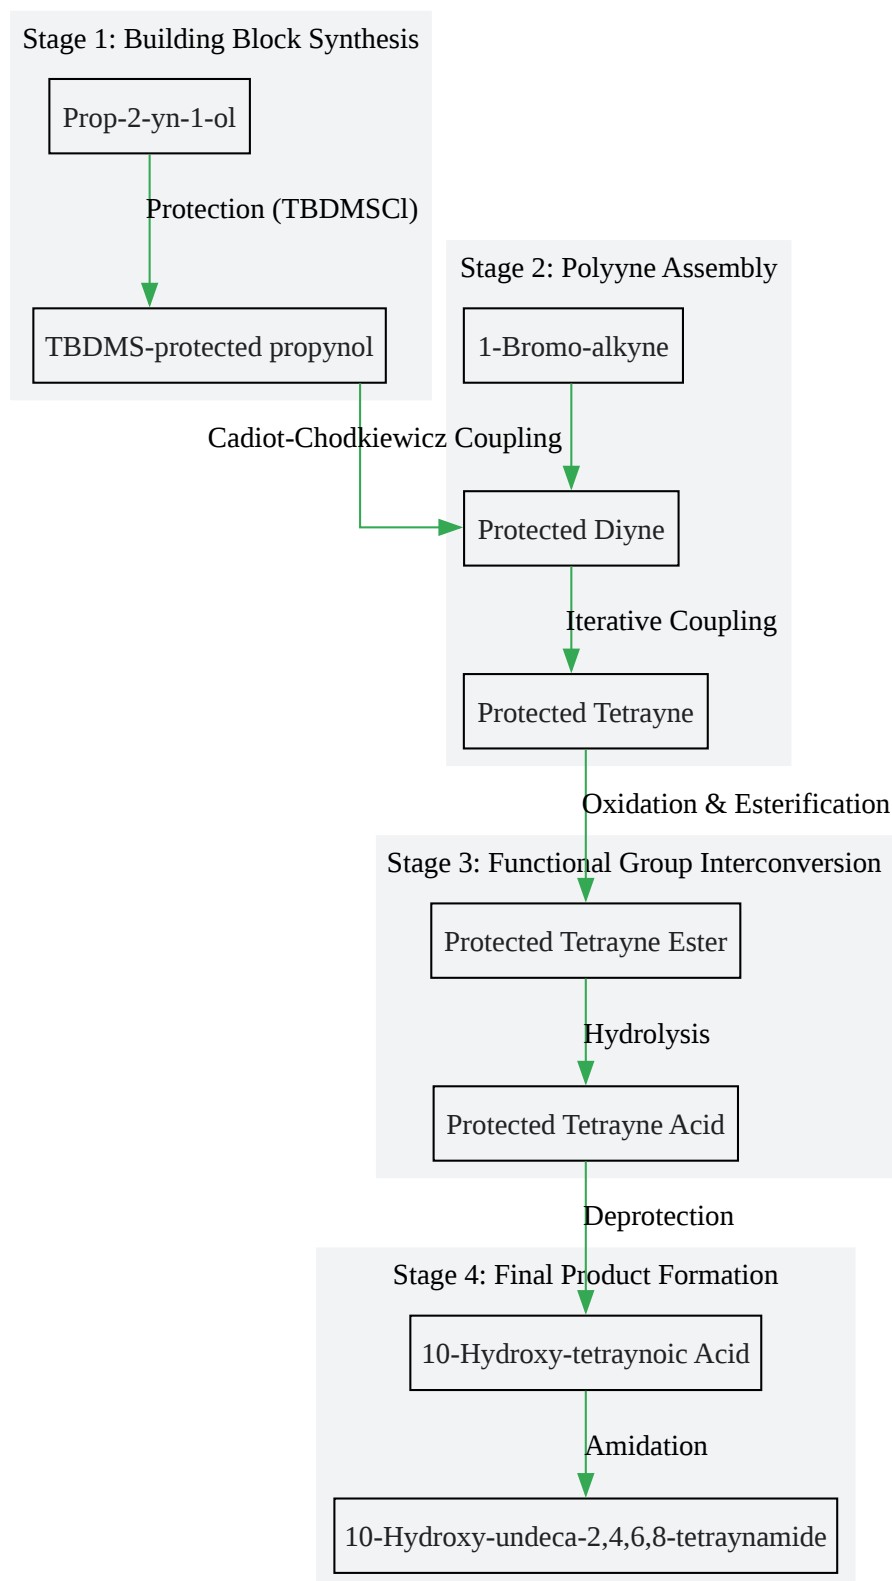 Stage 1: Building Block Synthesis
Prop-2-yn-1-ol
Protection (TBDMSCl)
TBDMS-protected propynol
Stage 2: Polyyne Assembly
1-Bromo-alkyne
Cadiot-Chodkiewicz Coupling
Protected Diyne
Iterative Coupling
Protected Tetrayne
Oxidation & Esterification
Stage 3: Functional Group Interconversion
Protected Tetrayne Ester
Hydrolysis
Protected Tetrayne Acid
Deprotection
Stage 4: Final Product Formation
10-Hydroxy-tetraynoic Acid
Amidation
10-Hydroxy-undeca-2,4,6,8-tetraynamide